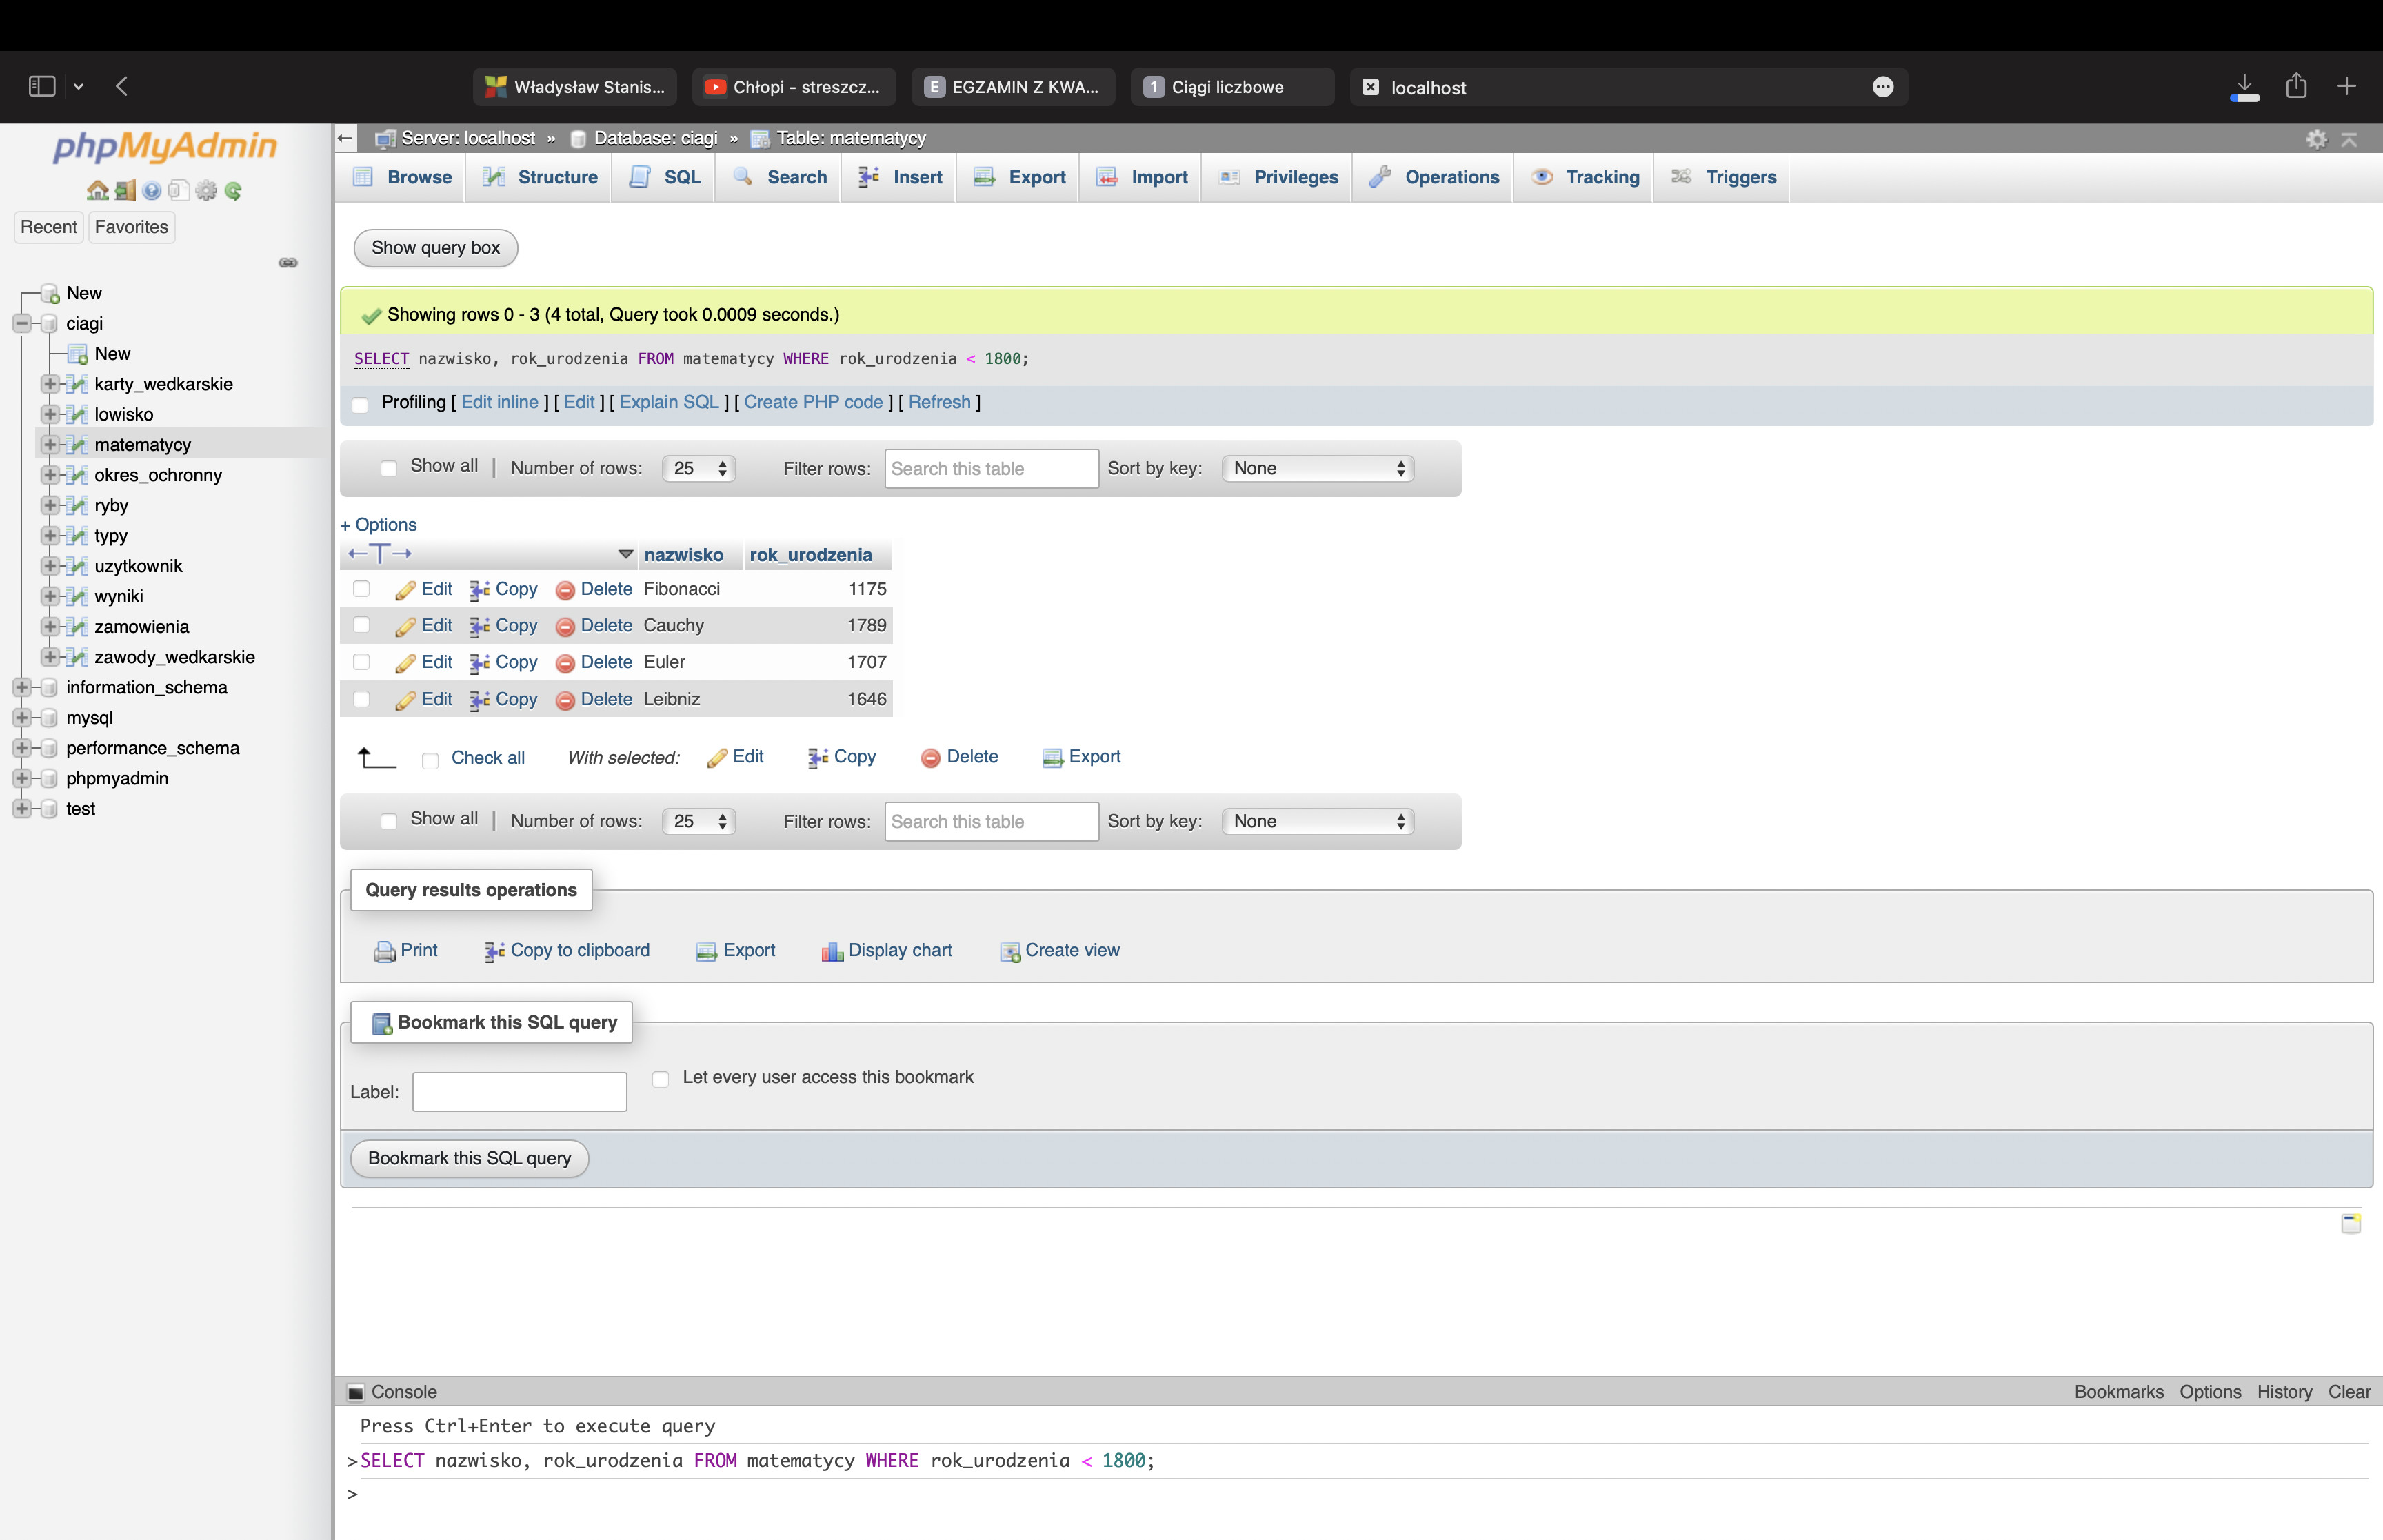 Władysław Stanis...
Chłopi - streszcz...
E EGZAMIN Z KWA...
1 Ciągi liczbowe
localhost
phpMyAdmin
Recent Favorites
New
ciagi
New
karty_wedkarskie
lowisko
matematycy
okres_ochronny
ryby
typy
uzytkownik
wyniki
zamowienia
zawody_wedkarskie
information_schema
mysql
performance_schema
phpmyadmin
test
Server: localhost » Database: ciagi » Table: matematycy
Browse Structure SQL Search Insert Export Import Privileges Operations Tracking Triggers
Show query box
Showing rows 0 - 3 (4 total, Query took 0.0009 seconds.)
SELECT nazwisko, rok_urodzenia FROM matematycy WHERE rok_urodzenia < 1800;
Profiling [ Edit inline ] [ Edit ] [ Explain SQL ] [ Create PHP code ] [ Refresh ]
Show all | Number of rows: 25 Filter rows: Search this table Sort by key: None
+ Options
←T→ nazwisko rok_urodzenia
Edit Copy Delete Fibonacci 1175
Edit Copy Delete Cauchy 1789
Edit Copy Delete Euler 1707
Edit Copy Delete Leibniz 1646
Check all With selected: Edit Copy Delete Export
Show all | Number of rows: 25 Filter rows: Search this table Sort by key: None
Query results operations
Print Copy to clipboard Export Display chart Create view
Bookmark this SQL query
Label: Let every user access this bookmark
Bookmark this SQL query
Console Bookmarks Options History Clear
Press Ctrl+Enter to execute query
>SELECT nazwisko, rok_urodzenia FROM matematycy WHERE rok_urodzenia < 1800;
>